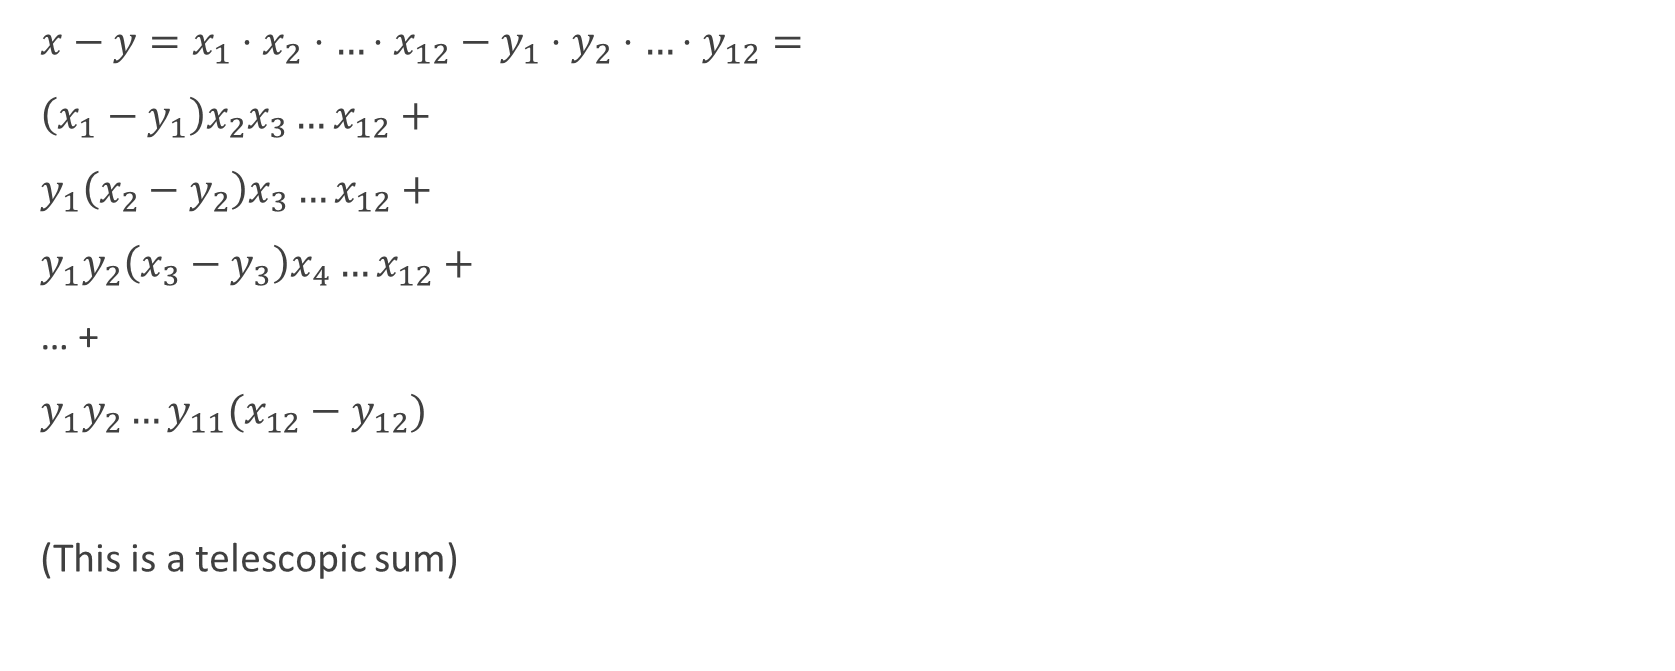 x − y = x₁ · x₂ · … · x₁₂ − y₁ · y₂ · … · y₁₂ =
(x₁ − y₁)x₂x₃ … x₁₂ +
y₁(x₂ − y₂)x₃ … x₁₂ +
y₁y₂(x₃ − y₃)x₄ … x₁₂ +
… +
y₁y₂ … y₁₁(x₁₂ − y₁₂)
(This is a telescopic sum)